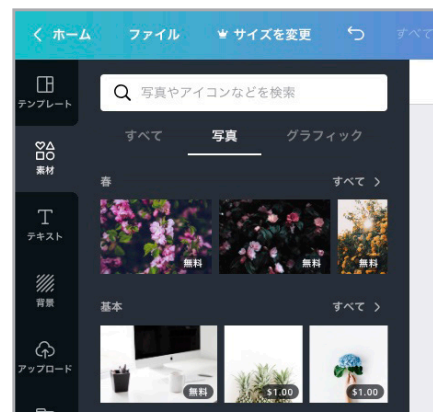 ホーム ファイル サイズを変更 すべて
テンプレート
写真やアイコンなどを検索
すべて 写真 グラフィック
素材
春 すべて
無料 無料 無料
テキスト
背景
基本 すべて
アップロード
無料 $1.00 $1.00